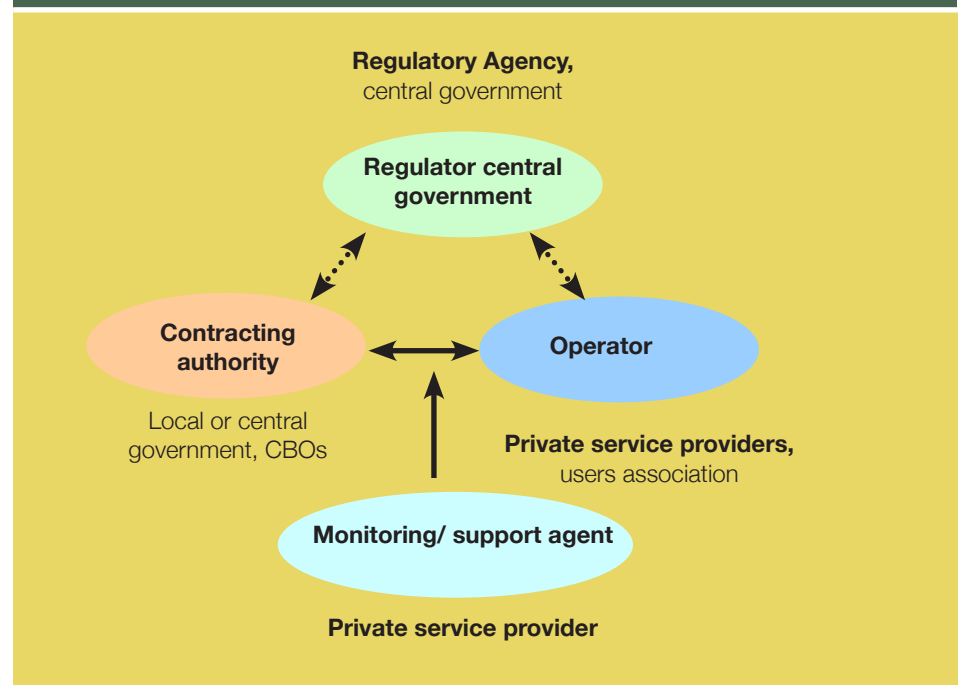 Regulatory Agency,
central government
Regulator central
government
Contracting
authority
Operator
Local or central
government, CBOs
Private service providers,
users association
Monitoring/ support agent
Private service provider